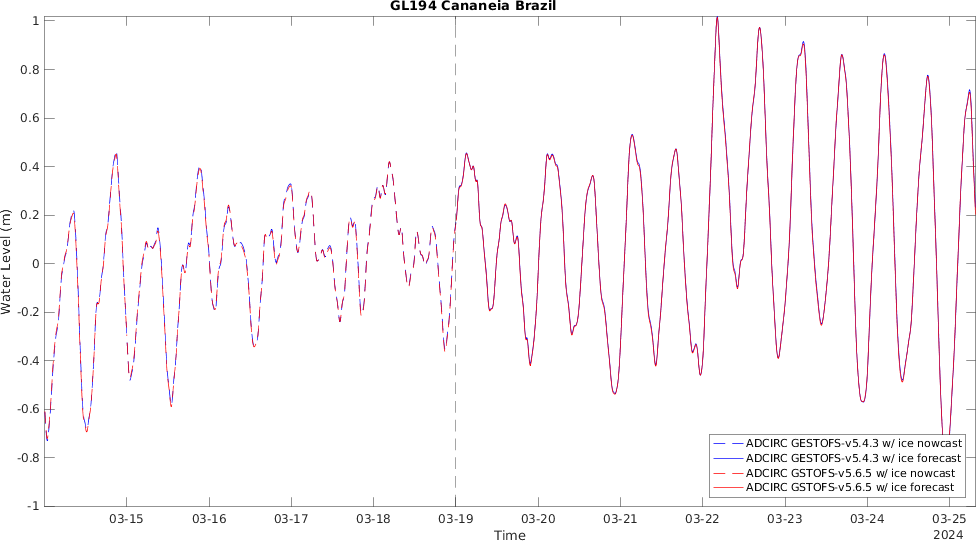 GL194 Cananeia Brazil
1
0.8
0.6
0.4
0.2
0
-0.2
-0.4
-0.6
-0.8
-1
Water Level (m)
ADCIRC GESTOFS-v5.4.3 w/ ice nowcast
ADCIRC GESTOFS-v5.4.3 w/ ice forecast
ADCIRC GSTOFS-v5.6.5 w/ ice nowcast
ADCIRC GSTOFS-v5.6.5 w/ ice forecast
03-15 03-16 03-17 03-18 03-19 03-20 03-21 03-22 03-23 03-24 03-25
Time
2024